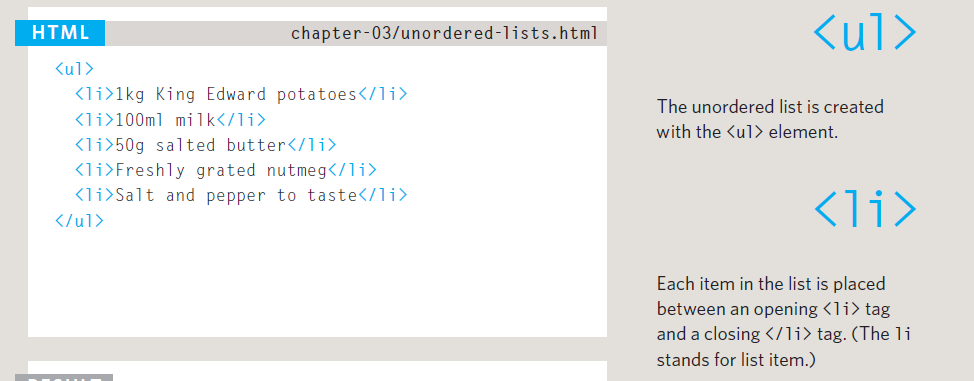 HTML
chapter-03/unordered-lists.html
<ul>
<li>1kg King Edward potatoes</li>
<li>100ml milk</li>
<li>50g salted butter</li>
<li>Freshly grated nutmeg</li>
<li>Salt and pepper to taste</li>
</ul>
<ul>
The unordered list is created
with the <ul> element.
<li>
Each item in the list is placed
between an opening <li> tag
and a closing </li> tag. (The li
stands for list item.)